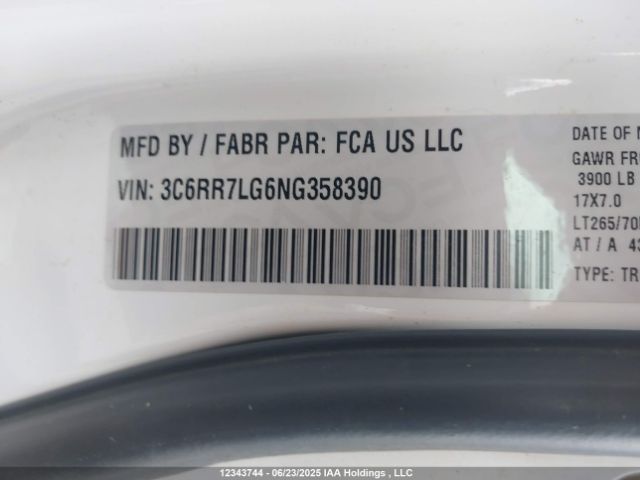 MFD BY / FABR PAR: FCA US LLC
VIN: 3C6RR7LG6NG358390
DATE OF
GAWR FR
3900 LB
17X7.0
LT265/70
AT / A 43
TYPE: TR
12343744 - 06/23/2025 IAA Holdings , LLC